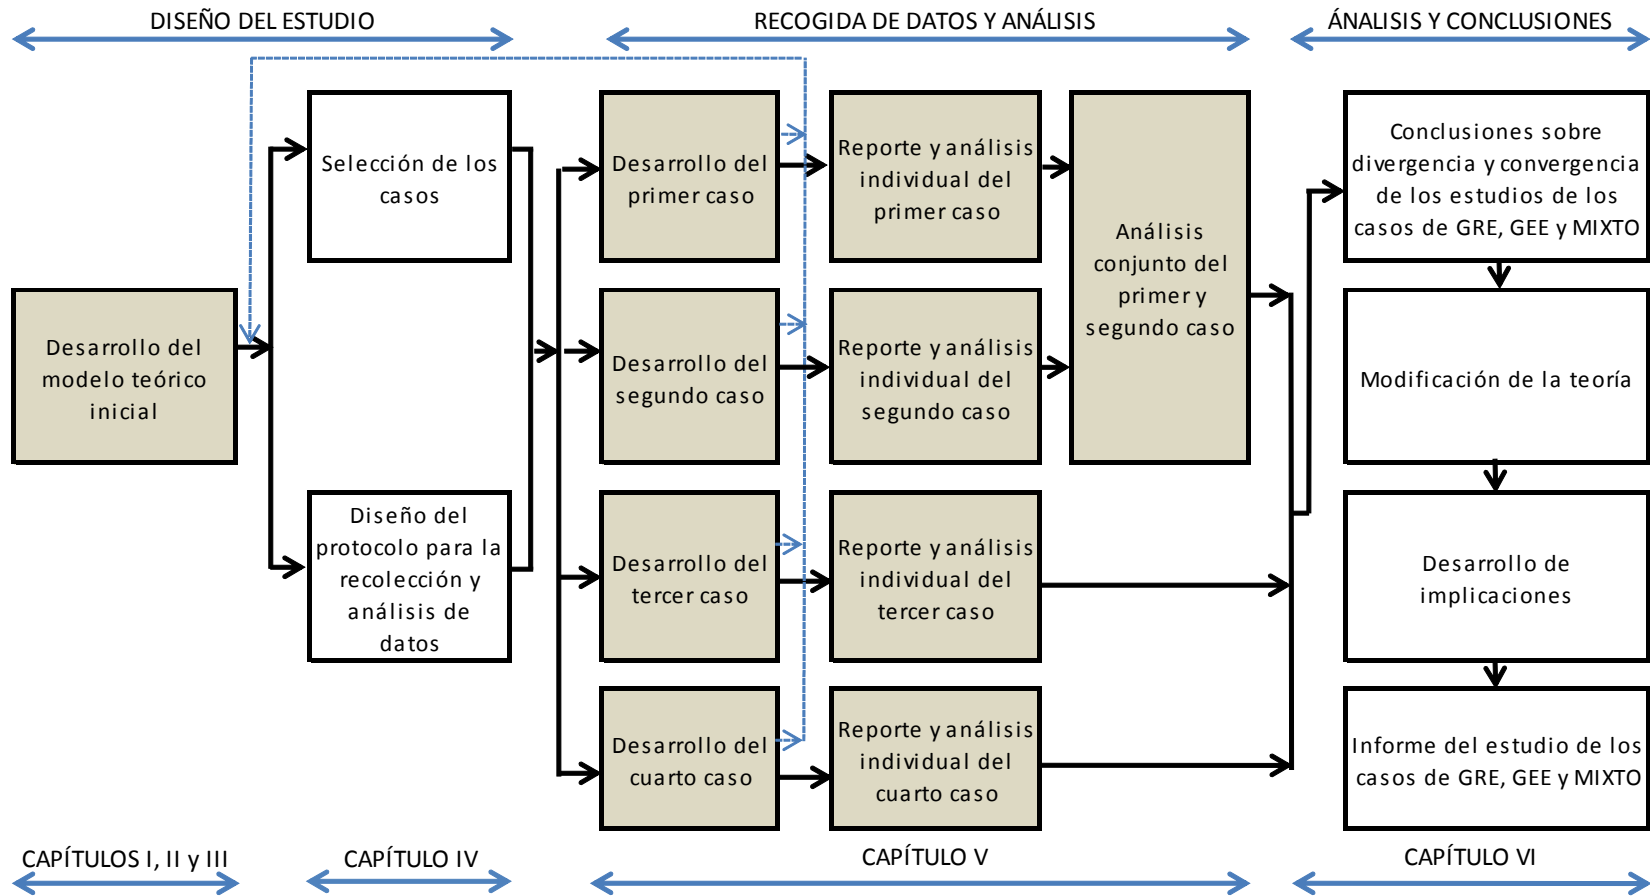 DISEÑO DEL ESTUDIO
RECOGIDA DE DATOS Y ANÁLISIS
ÁNALISIS Y CONCLUSIONES
Desarrollo del
modelo teórico
inicial
Selección de los
casos
Diseño del
protocolo para la
recolección y
análisis de
datos
Desarrollo del
primer caso
Reporte y análisis
individual del
primer caso
Desarrollo del
segundo caso
Reporte y análisis
individual del
segundo caso
Análisis
conjunto del
primer y
segundo caso
Desarrollo del
tercer caso
Reporte y análisis
individual del
tercer caso
Desarrollo del
cuarto caso
Reporte y análisis
individual del
cuarto caso
Conclusiones sobre
divergencia y convergencia
de los estudios de los
casos de GRE, GEE y MIXTO
Modificación de la teoría
Desarrollo de
implicaciones
Informe del estudio de los
casos de GRE, GEE y MIXTO
CAPÍTULOS I, II y III
CAPÍTULO IV
CAPÍTULO V
CAPÍTULO VI